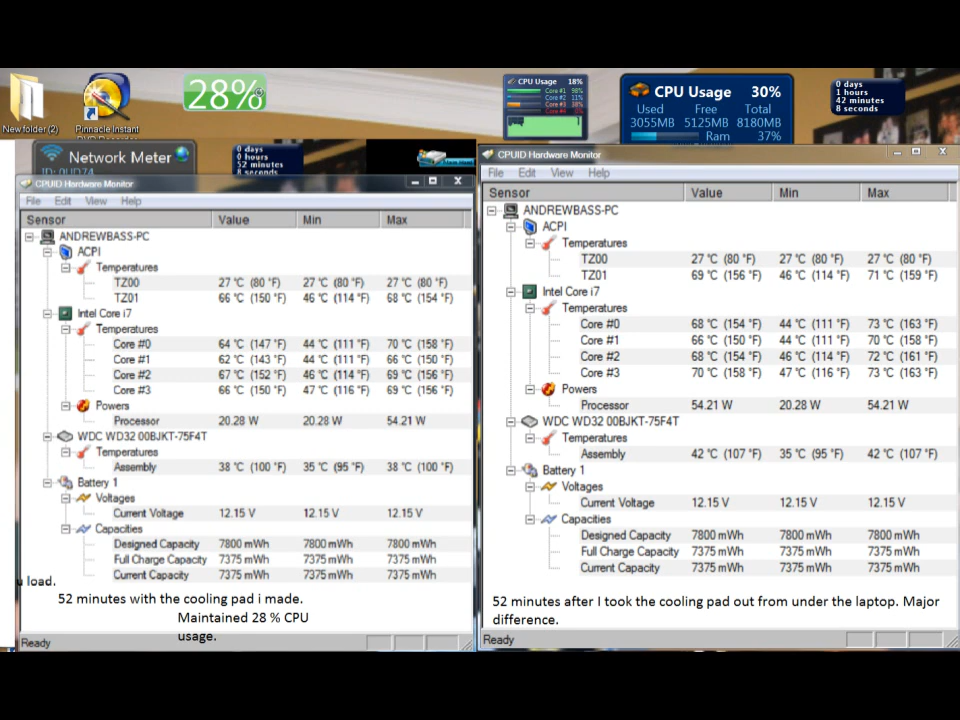 New folder (2)
Pinnacle Instant
28%
CPU Usage 18%
Core #1 98%
Core #2 11%
Core #3 38%
CPU Usage 30%
Used Free Total
3055MB 5125MB 8180MB
Ram 37%
0 days
1 hours
42 minutes
8 seconds
Network Meter
0 days
0 hours
52 minutes
8 seconds
CPUID Hardware Monitor
File Edit View Help
Sensor Value Min Max
ANDREWBASS-PC
ACPI
Temperatures
TZ00 27 °C (80 °F) 27 °C (80 °F) 27 °C (80 °F)
TZ01 66 °C (150 °F) 46 °C (114 °F) 68 °C (154 °F)
Intel Core i7
Temperatures
Core #0 64 °C (147 °F) 44 °C (111 °F) 70 °C (158 °F)
Core #1 62 °C (143 °F) 44 °C (111 °F) 66 °C (150 °F)
Core #2 67 °C (152 °F) 46 °C (114 °F) 69 °C (156 °F)
Core #3 66 °C (150 °F) 47 °C (116 °F) 69 °C (156 °F)
Powers
Processor 20.28 W 20.28 W 54.21 W
WDC WD32 00BJKT-75F4T
Temperatures
Assembly 38 °C (100 °F) 35 °C (95 °F) 38 °C (100 °F)
Battery 1
Voltages
Current Voltage 12.15 V 12.15 V 12.15 V
Capacities
Designed Capacity 7800 mWh 7800 mWh 7800 mWh
Full Charge Capacity 7375 mWh 7375 mWh 7375 mWh
Current Capacity 7375 mWh 7375 mWh 7375 mWh
u load.
52 minutes with the cooling pad i made.
Maintained 28 % CPU
usage.
Ready
CPUID Hardware Monitor
File Edit View Help
Sensor Value Min Max
ANDREWBASS-PC
ACPI
Temperatures
TZ00 27 °C (80 °F) 27 °C (80 °F) 27 °C (80 °F)
TZ01 69 °C (156 °F) 46 °C (114 °F) 71 °C (159 °F)
Intel Core i7
Temperatures
Core #0 68 °C (154 °F) 44 °C (111 °F) 73 °C (163 °F)
Core #1 66 °C (150 °F) 44 °C (111 °F) 70 °C (158 °F)
Core #2 68 °C (154 °F) 46 °C (114 °F) 72 °C (161 °F)
Core #3 70 °C (158 °F) 47 °C (116 °F) 73 °C (163 °F)
Powers
Processor 54.21 W 20.28 W 54.21 W
WDC WD32 00BJKT-75F4T
Temperatures
Assembly 42 °C (107 °F) 35 °C (95 °F) 42 °C (107 °F)
Battery 1
Voltages
Current Voltage 12.15 V 12.15 V 12.15 V
Capacities
Designed Capacity 7800 mWh 7800 mWh 7800 mWh
Full Charge Capacity 7375 mWh 7375 mWh 7375 mWh
Current Capacity 7375 mWh 7375 mWh 7375 mWh
52 minutes after I took the cooling pad out from under the laptop. Major
difference.
Ready